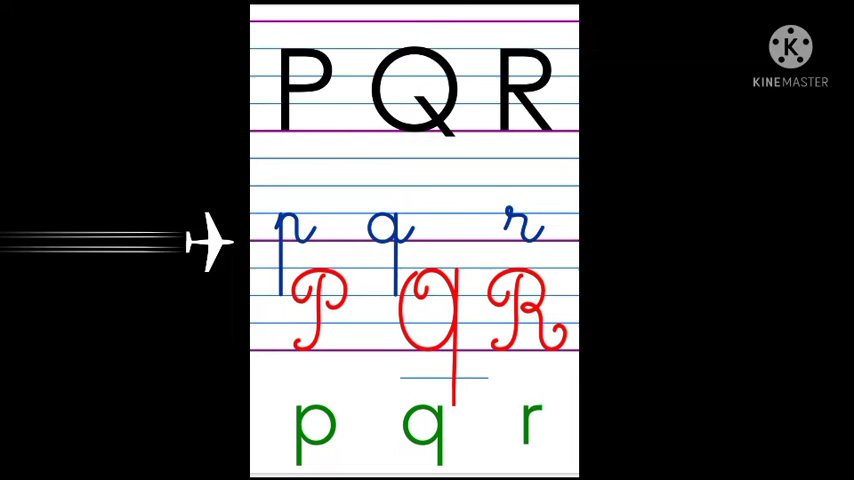 K
KINEMASTER
P Q R
p q r
P Q R
p q r